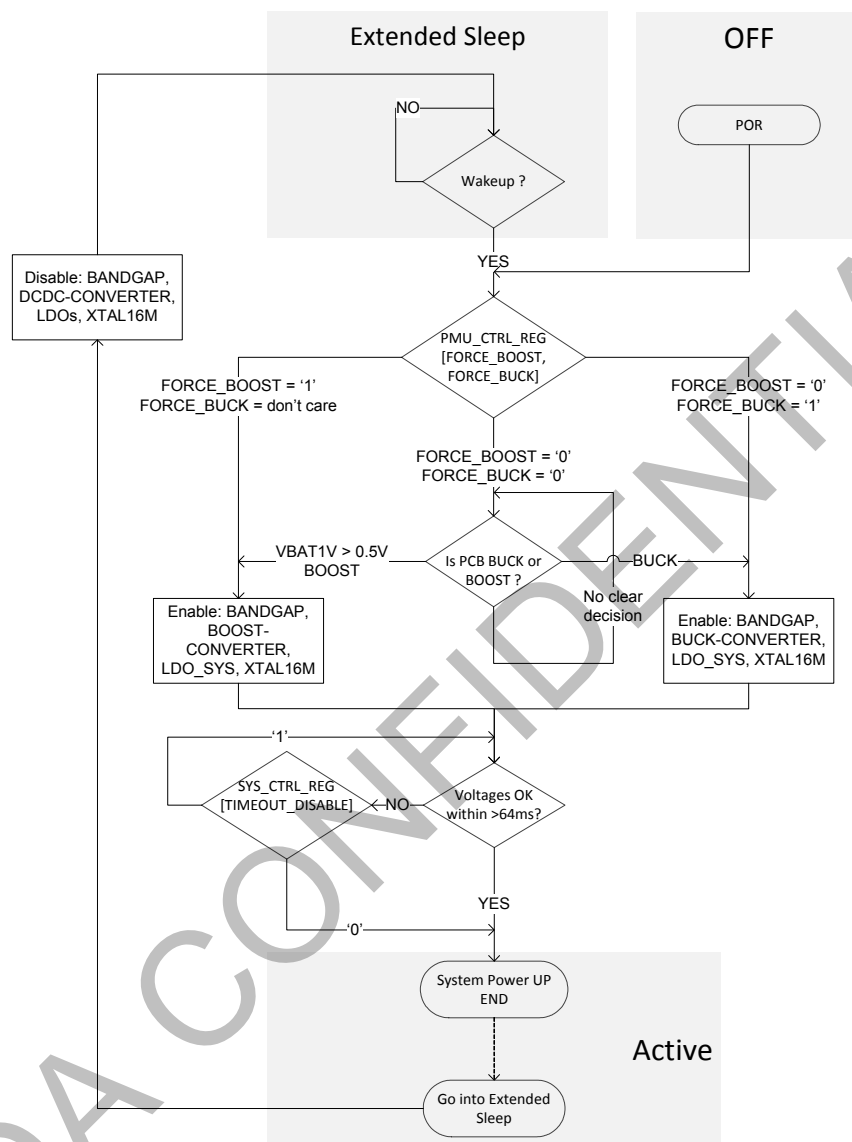 Extended Sleep
OFF
POR
NO
Wakeup ?
YES
Disable: BANDGAP,
DCDC-CONVERTER,
LDOs, XTAL16M
PMU_CTRL_REG
[FORCE_BOOST,
FORCE_BUCK]
FORCE_BOOST = ‘1’
FORCE_BUCK = don’t care
FORCE_BOOST = ‘0’
FORCE_BUCK = ‘1’
FORCE_BOOST = ‘0’
FORCE_BUCK = ‘0’
VBAT1V > 0.5V
BOOST
Is PCB BUCK or
BOOST ?
BUCK
No clear
decision
Enable: BANDGAP,
BOOST-
CONVERTER,
LDO_SYS, XTAL16M
Enable: BANDGAP,
BUCK-CONVERTER,
LDO_SYS, XTAL16M
‘1’
SYS_CTRL_REG
[TIMEOUT_DISABLE]
NO
Voltages OK
within >64ms?
YES
‘0’
System Power UP
END
Active
Go into Extended
Sleep
CONFIDENTIA